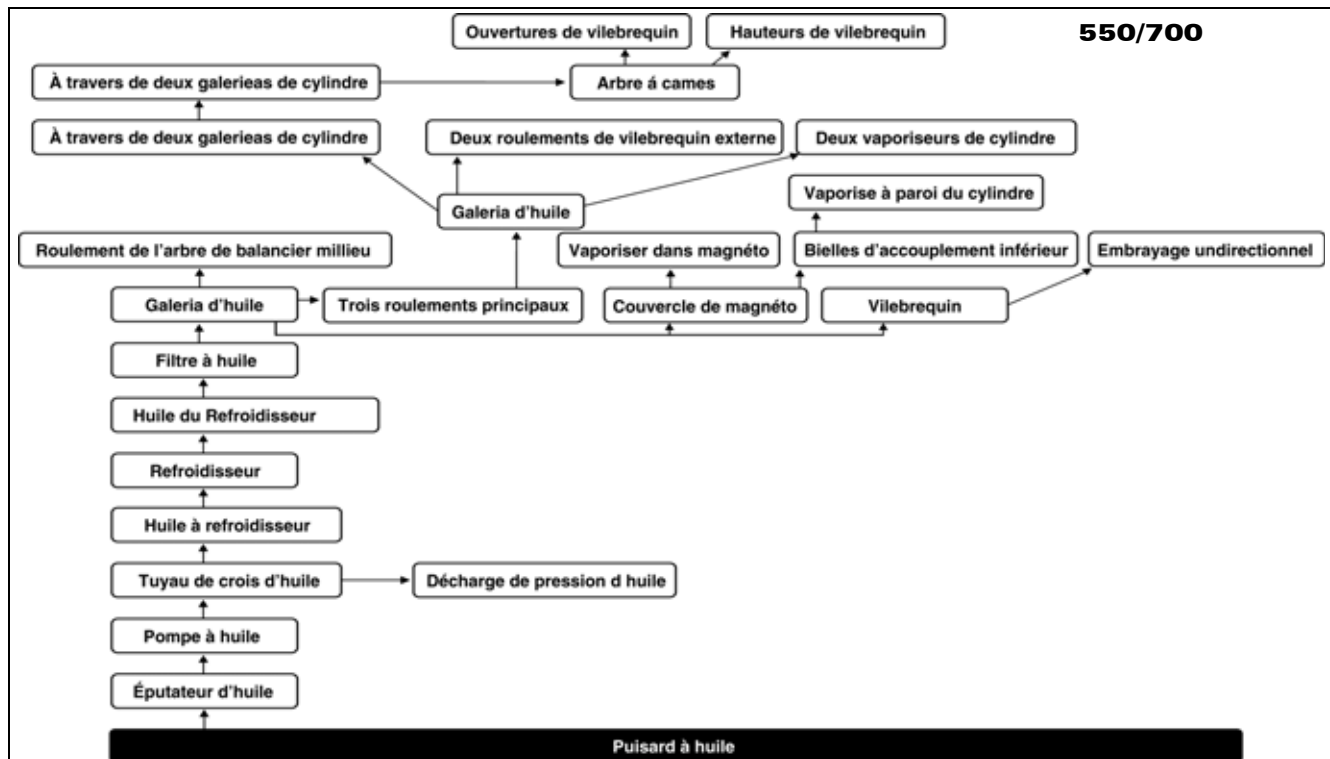 550/700
Ouvertures de vilebrequin
Hauteurs de vilebrequin
À travers de deux galerieas de cylindre
Arbre á cames
À travers de deux galerieas de cylindre
Deux roulements de vilebrequin externe
Deux vaporiseurs de cylindre
Vaporise à paroi du cylindre
Galeria d'huile
Roulement de l'arbre de balancier millieu
Vaporiser dans magnéto
Bielles d'accouplement inférieur
Embrayage undirectionnel
Galeria d'huile
Trois roulements principaux
Couvercle de magnéto
Vilebrequin
Filtre à huile
Huile du Refroidisseur
Refroidisseur
Huile à refroidisseur
Tuyau de crois d'huile
Décharge de pression d huile
Pompe à huile
Éputateur d'huile
Puisard à huile